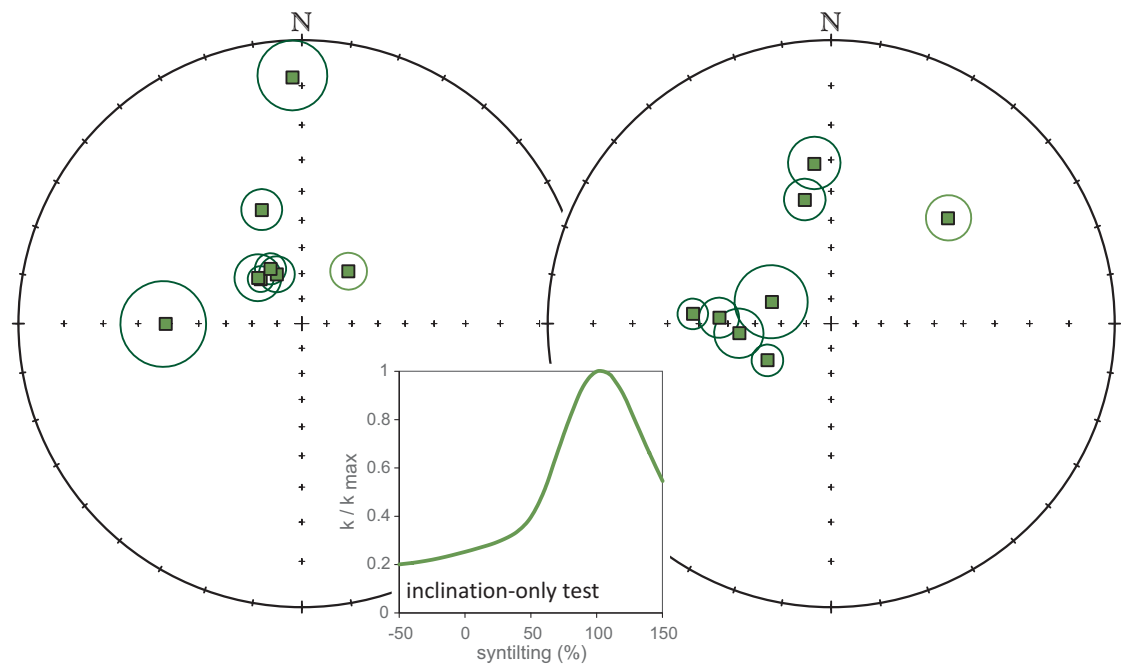 N
N
1
0.8
0.6
0.4
0.2
0
k / k max
inclination-only test
-50 0 50 100 150
syntilting (%)